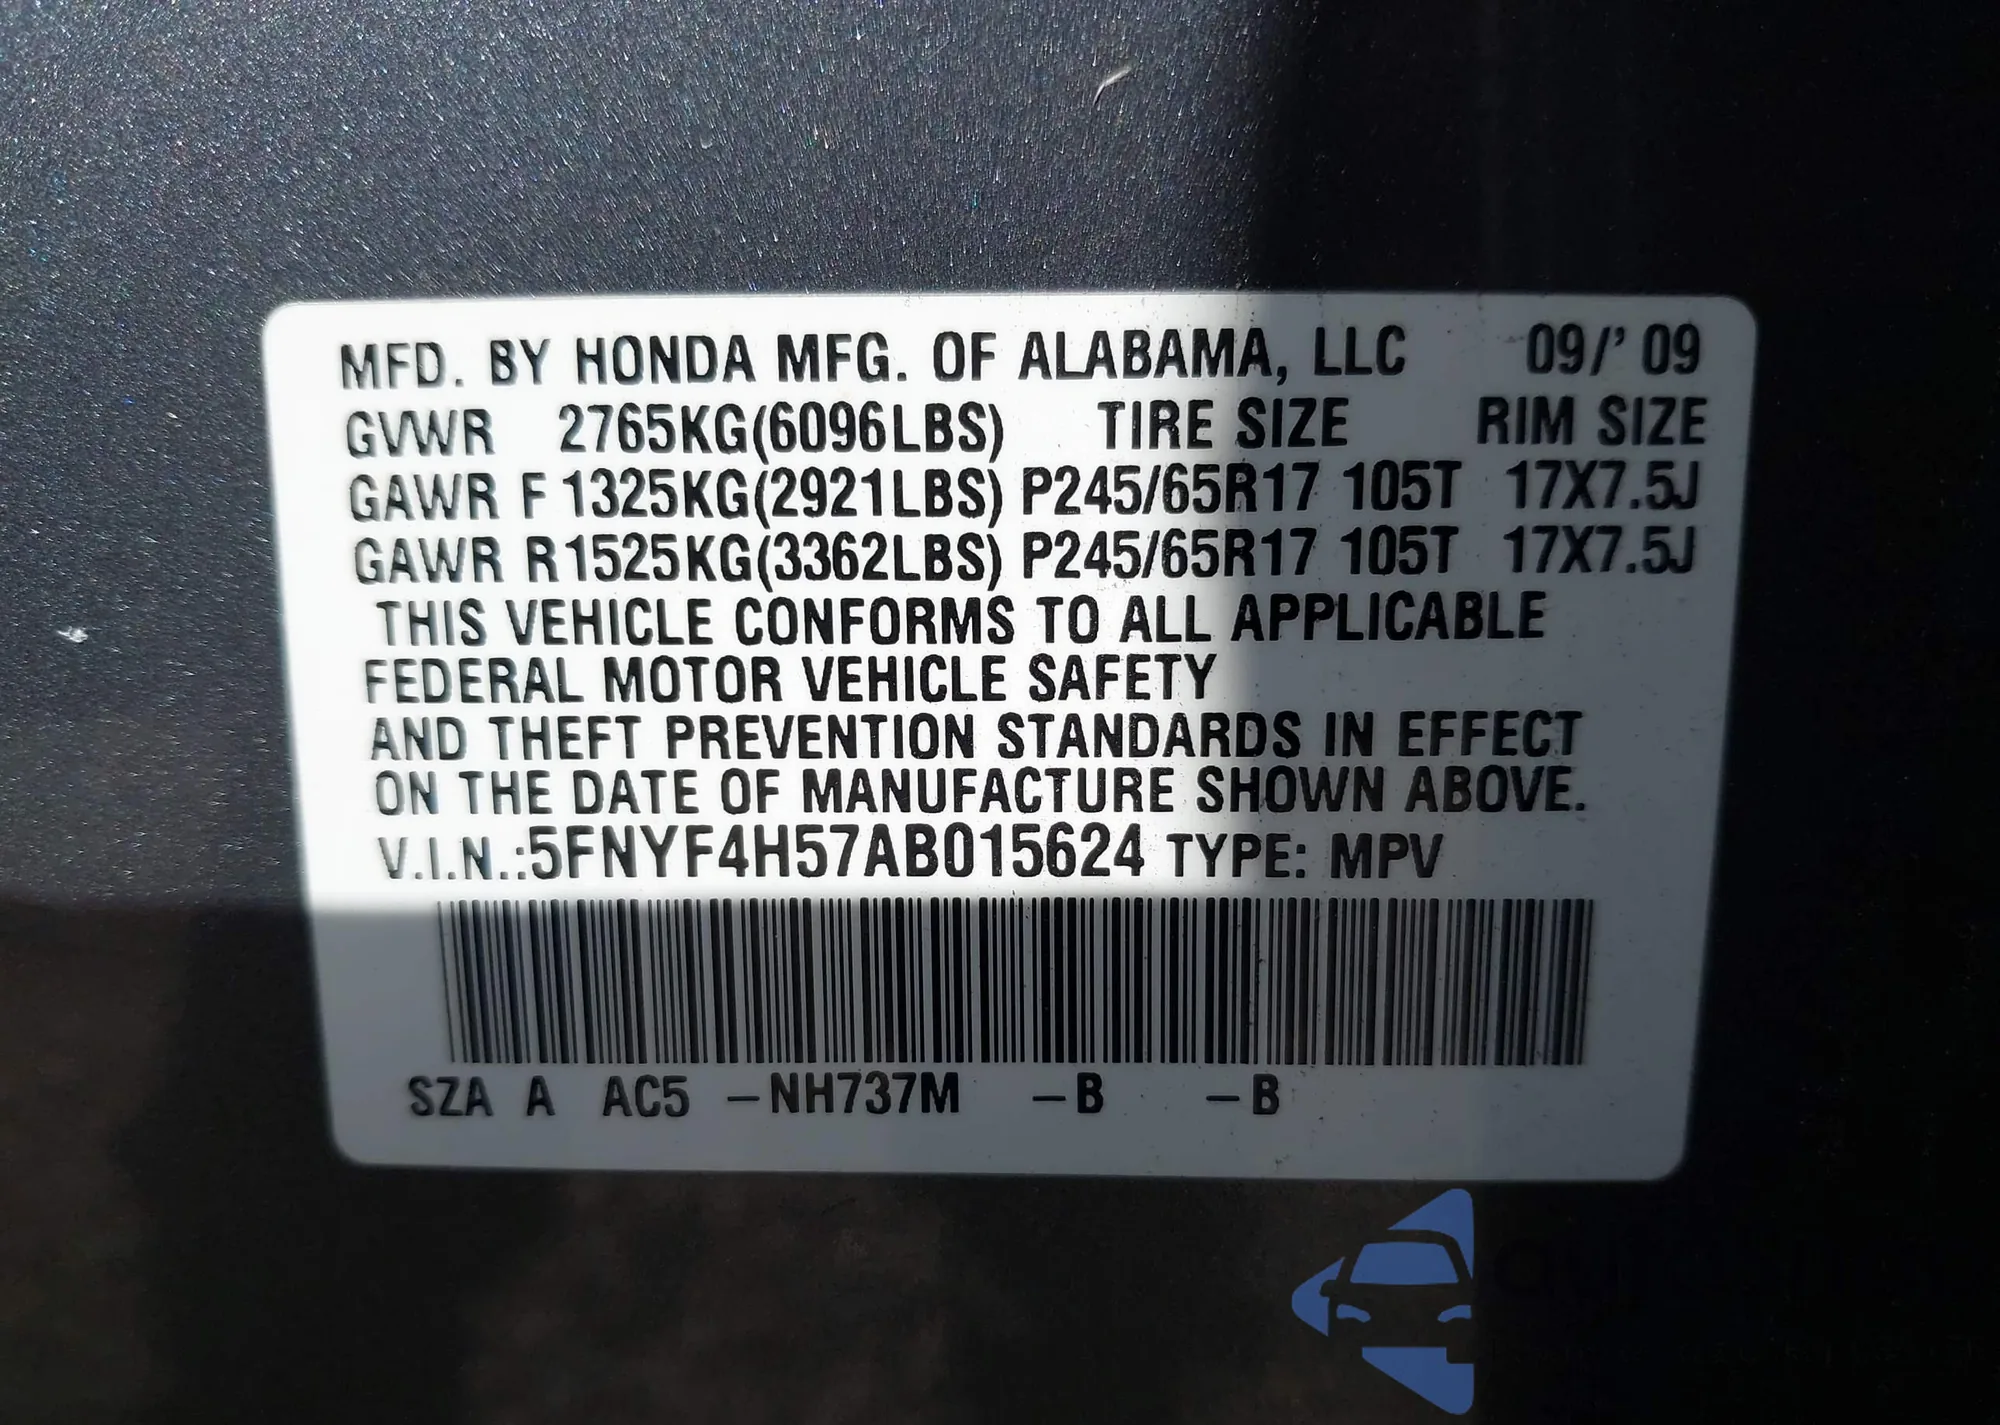 MFD. BY HONDA MFG. OF ALABAMA, LLC 09/'09
GVWR 2765KG(6096LBS) TIRE SIZE RIM SIZE
GAWR F 1325KG(2921LBS) P245/65R17 105T 17X7.5J
GAWR R1525KG(3362LBS) P245/65R17 105T 17X7.5J
THIS VEHICLE CONFORMS TO ALL APPLICABLE
FEDERAL MOTOR VEHICLE SAFETY
AND THEFT PREVENTION STANDARDS IN EFFECT
ON THE DATE OF MANUFACTURE SHOWN ABOVE.
V.I.N.:5FNYF4H57AB015624 TYPE: MPV
SZA A AC5 –NH737M –B –B